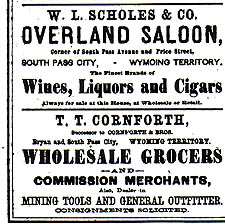 W. L. SCHOLES & CO.
OVERLAND SALOON,
Corner of South Pass Avenue and Price Street,
SOUTH PASS CITY, - WYOMING TERRITORY,
The Finest Brands of
Wines, Liquors and Cigars
Always for sale at this House, at Wholesale or Retail.
T. T. CORNFORTH,
Successor to CORNFORTH & BROS.
Bryan and South Pass City, WYOMING TERRITORY.
WHOLESALE GROCERS
—AND—
COMMISSION MERCHANTS,
Also, Dealer in
MINING TOOLS AND GENERAL OUTFITTER.
CONSIGNMENTS SOLICITED.